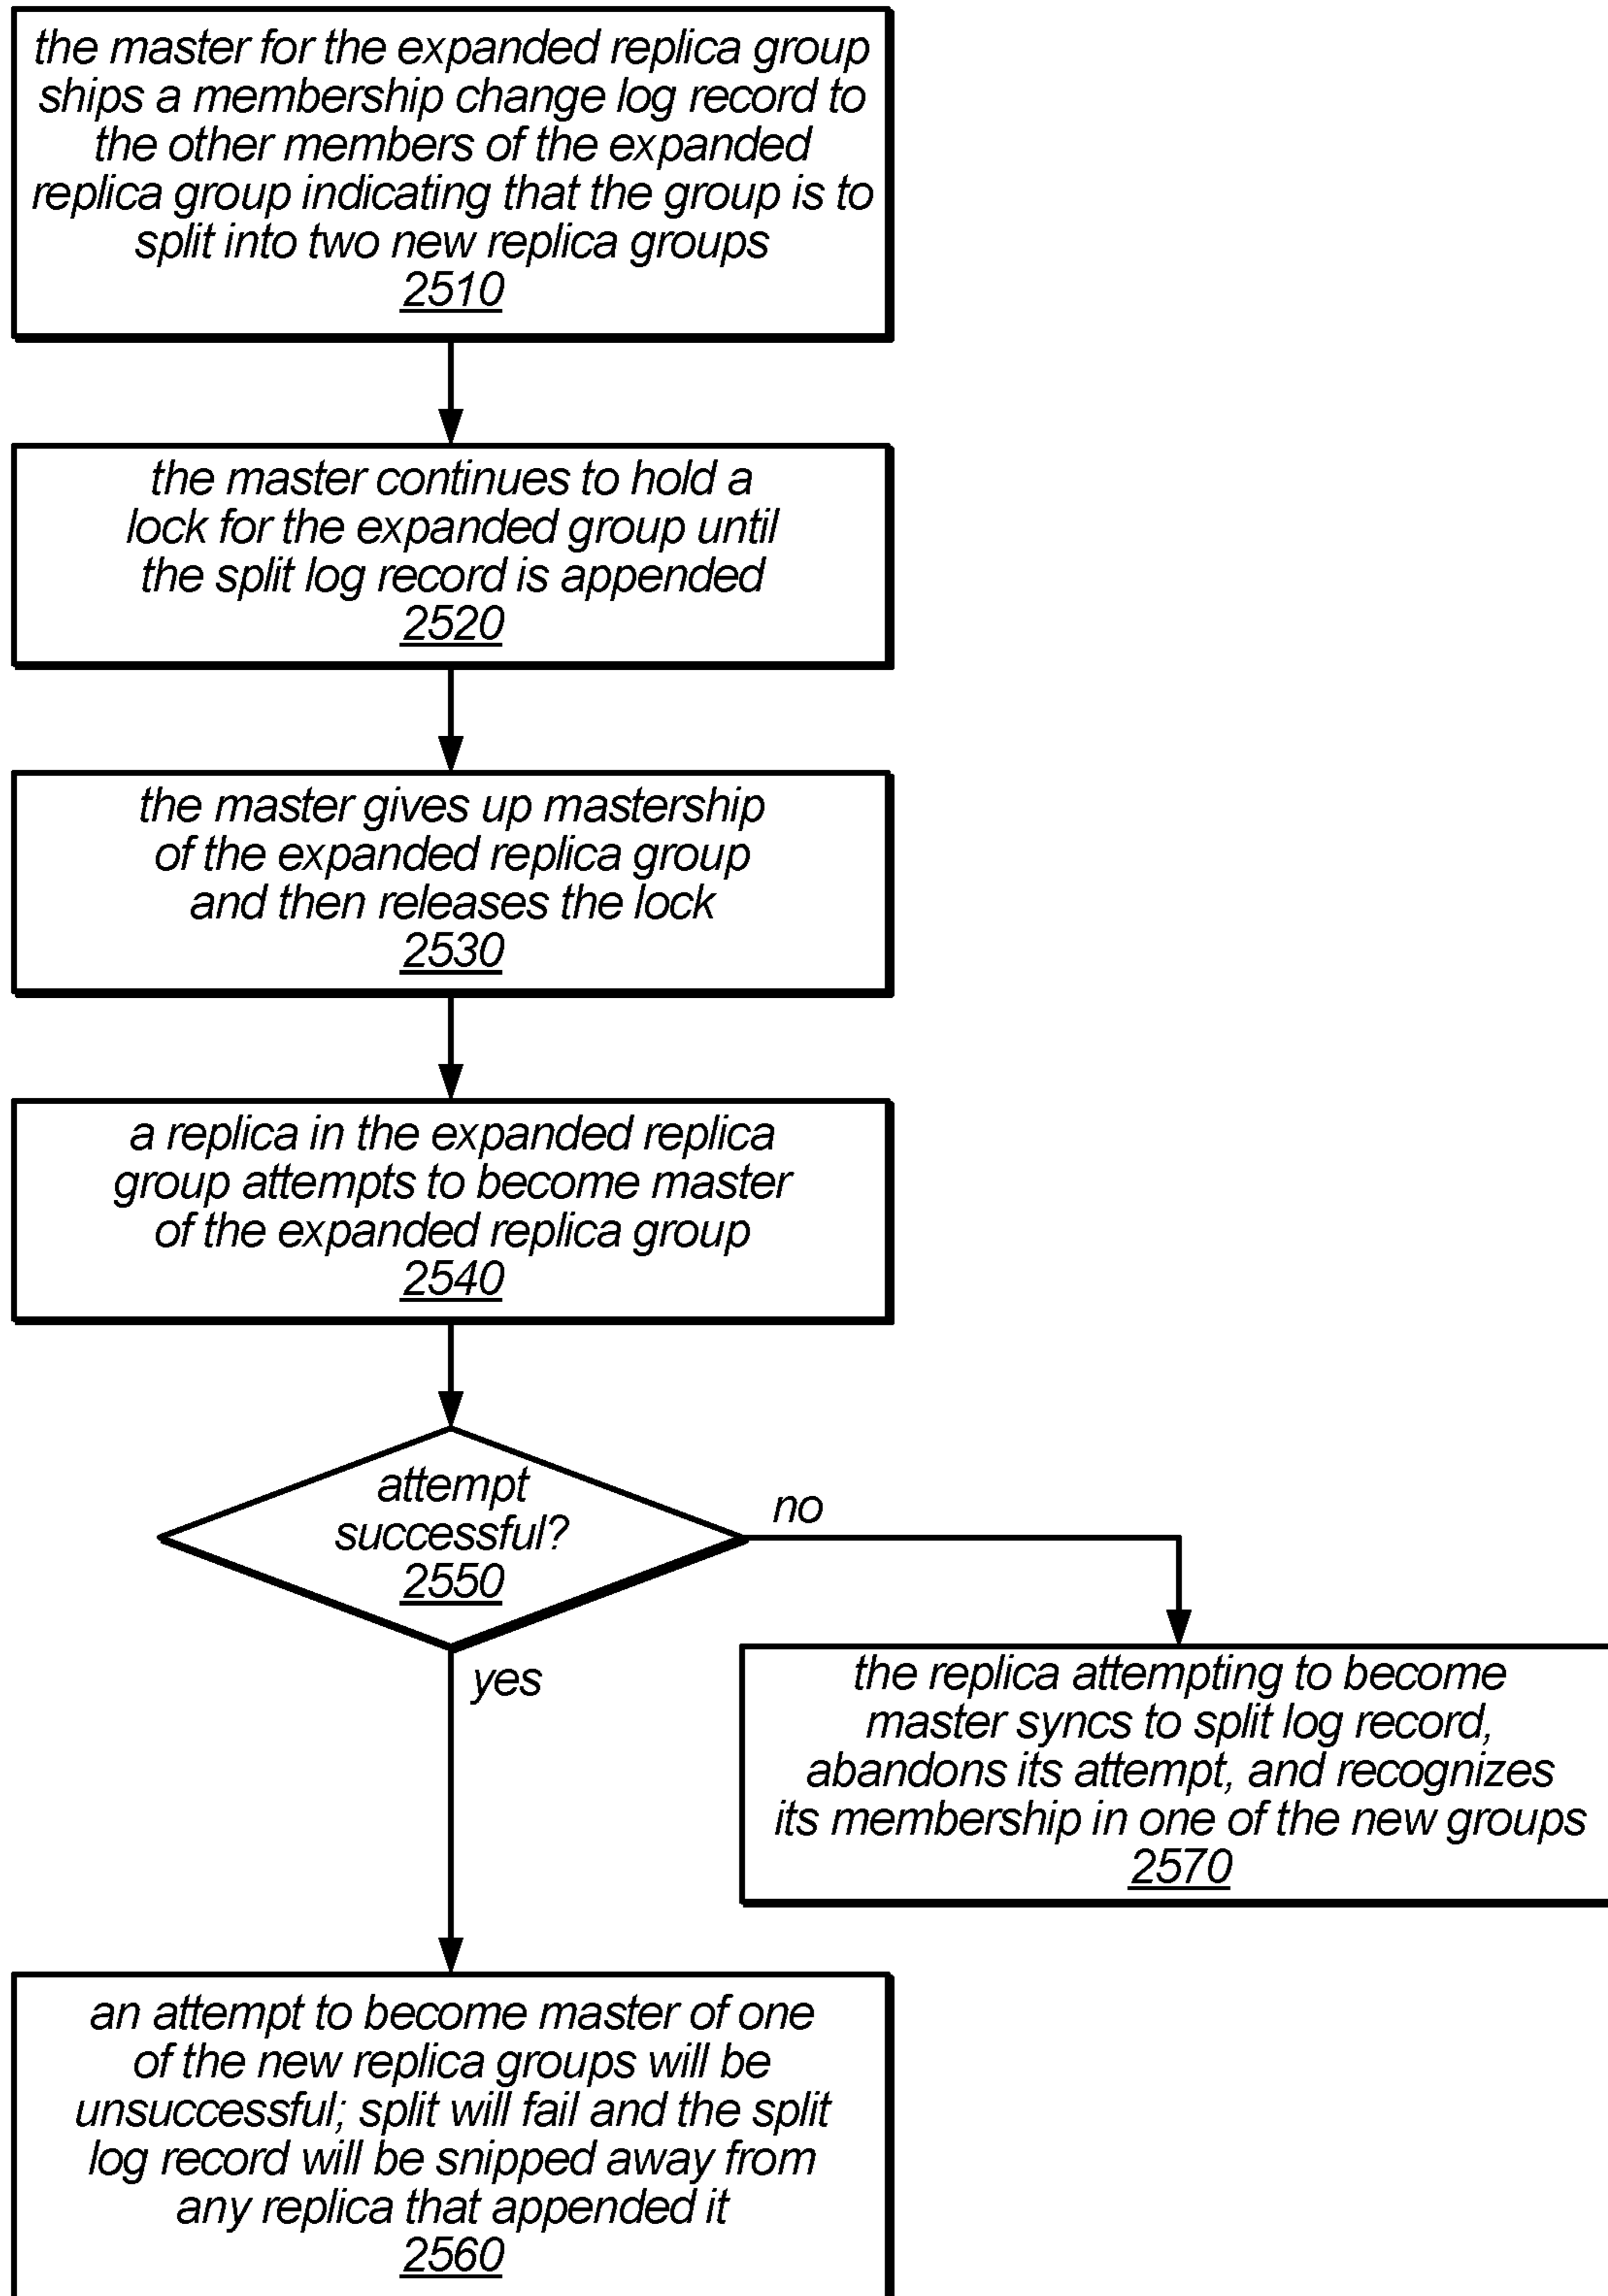 the master for the expanded replica group
ships a membership change log record to
the other members of the expanded
replica group indicating that the group is to
split into two new replica groups
2510
the master continues to hold a
lock for the expanded group until
the split log record is appended
2520
the master gives up mastership
of the expanded replica group
and then releases the lock
2530
a replica in the expanded replica
group attempts to become master
of the expanded replica group
2540
attempt
successful?
2550
no
yes
the replica attempting to become
master syncs to split log record,
abandons its attempt, and recognizes
its membership in one of the new groups
2570
an attempt to become master of one
of the new replica groups will be
unsuccessful; split will fail and the split
log record will be snipped away from
any replica that appended it
2560